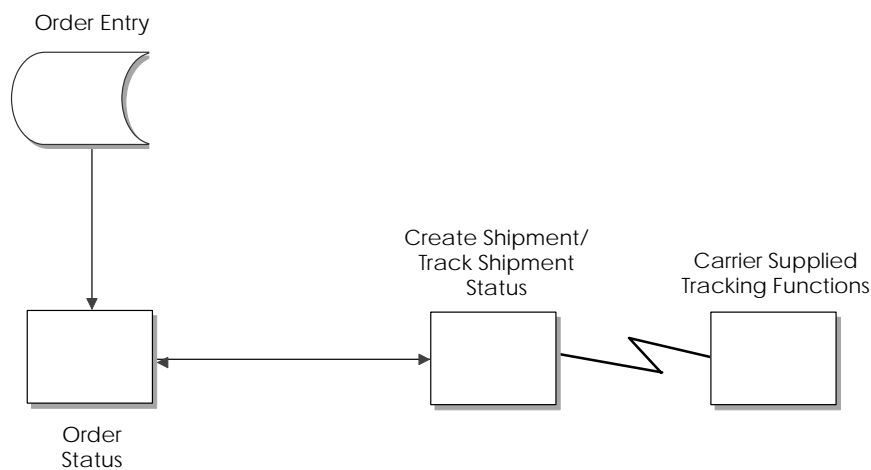 Order Entry
Create Shipment/
Track Shipment
Status
Carrier Supplied
Tracking Functions
Order
Status